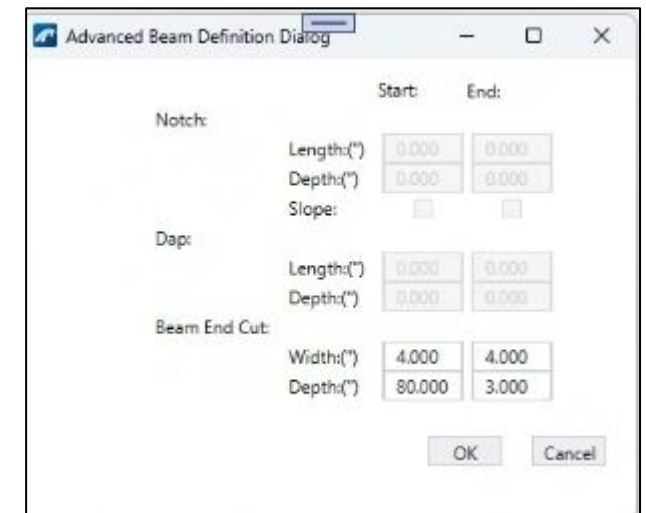 Advanced Beam Definition Dialog
Start: End:
Notch:
Length:(") 0.000 0.000
Depth:(") 0.000 0.000
Slope:
Dap:
Length:(") 0.000 0.000
Depth:(") 0.000 0.000
Beam End Cut:
Width:(") 4.000 4.000
Depth:(") 80.000 3.000
OK Cancel